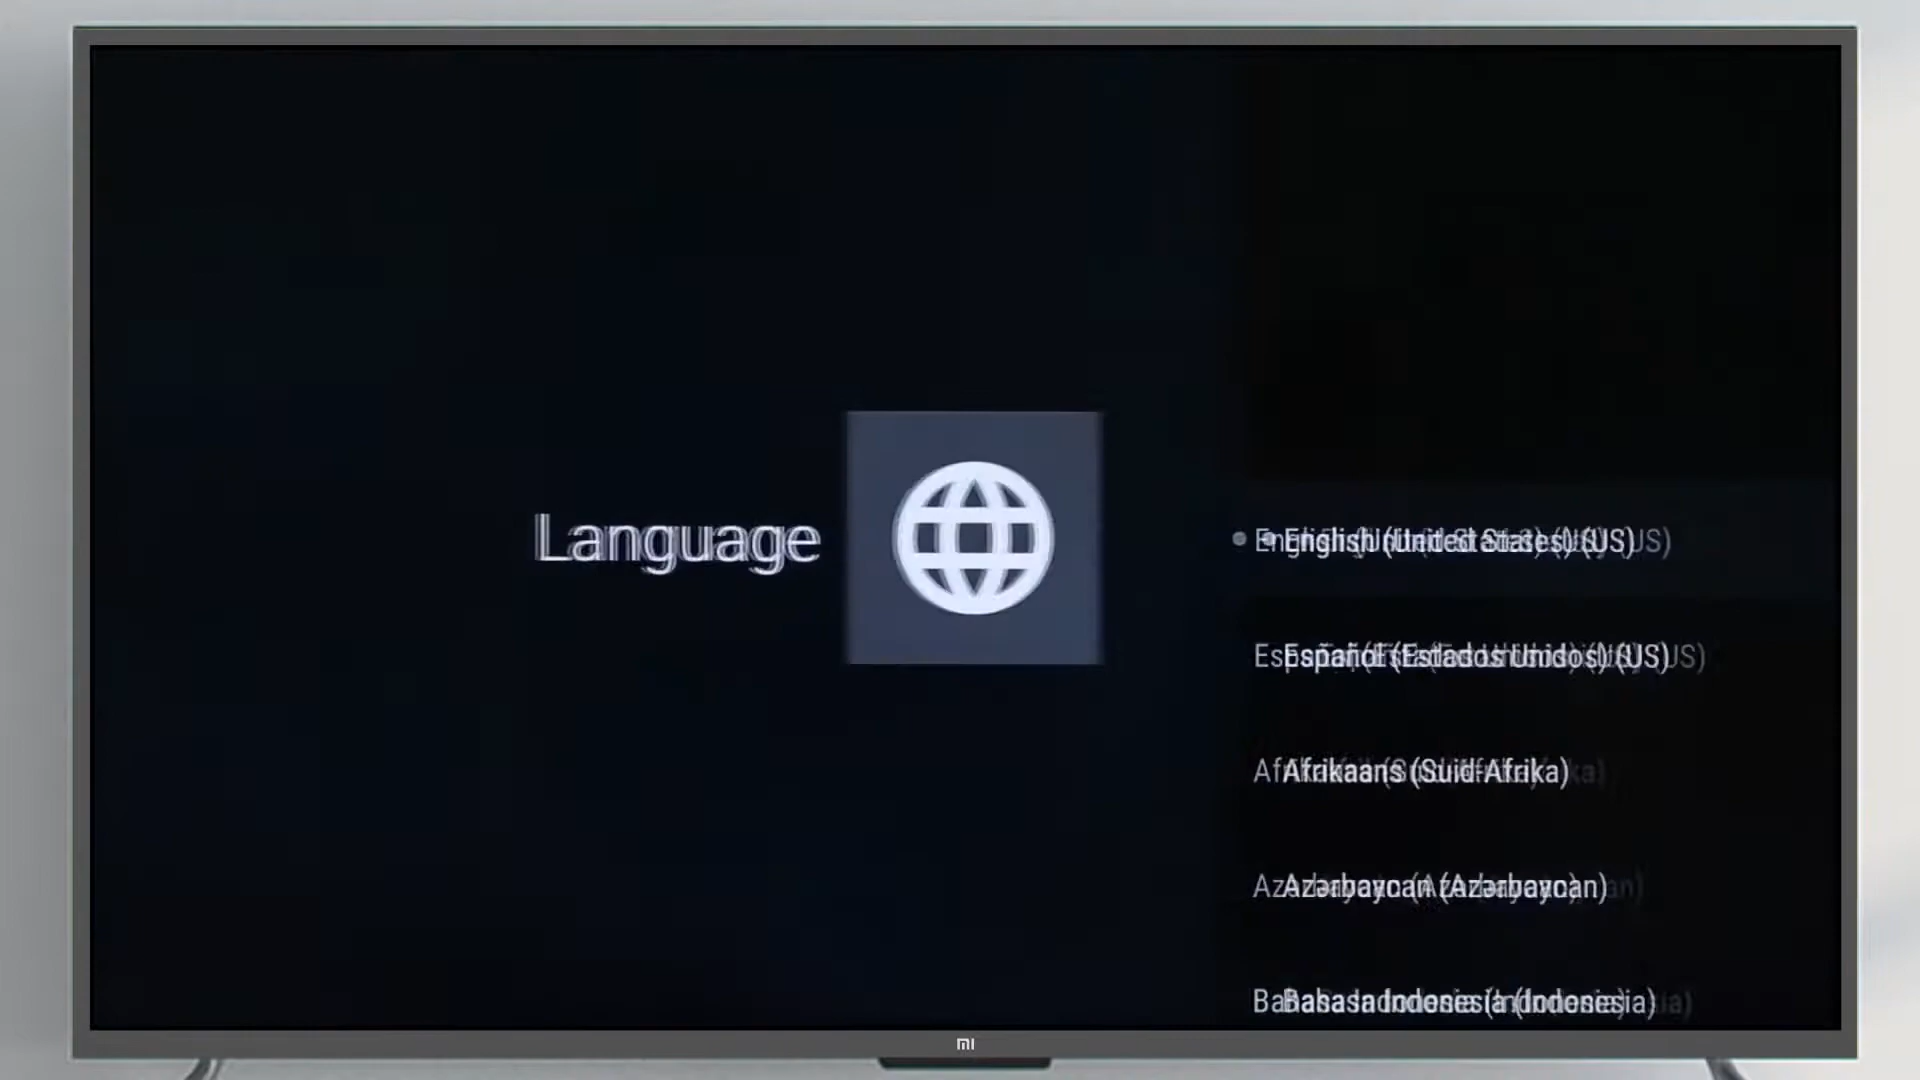 Language
English (United States) (US)
Español (Estados Unidos) (US)
Afrikaans (Suid-Afrika)
Azərbaycan (Azərbaycan)
Bahasa Indonesia (Indonesia)
mi